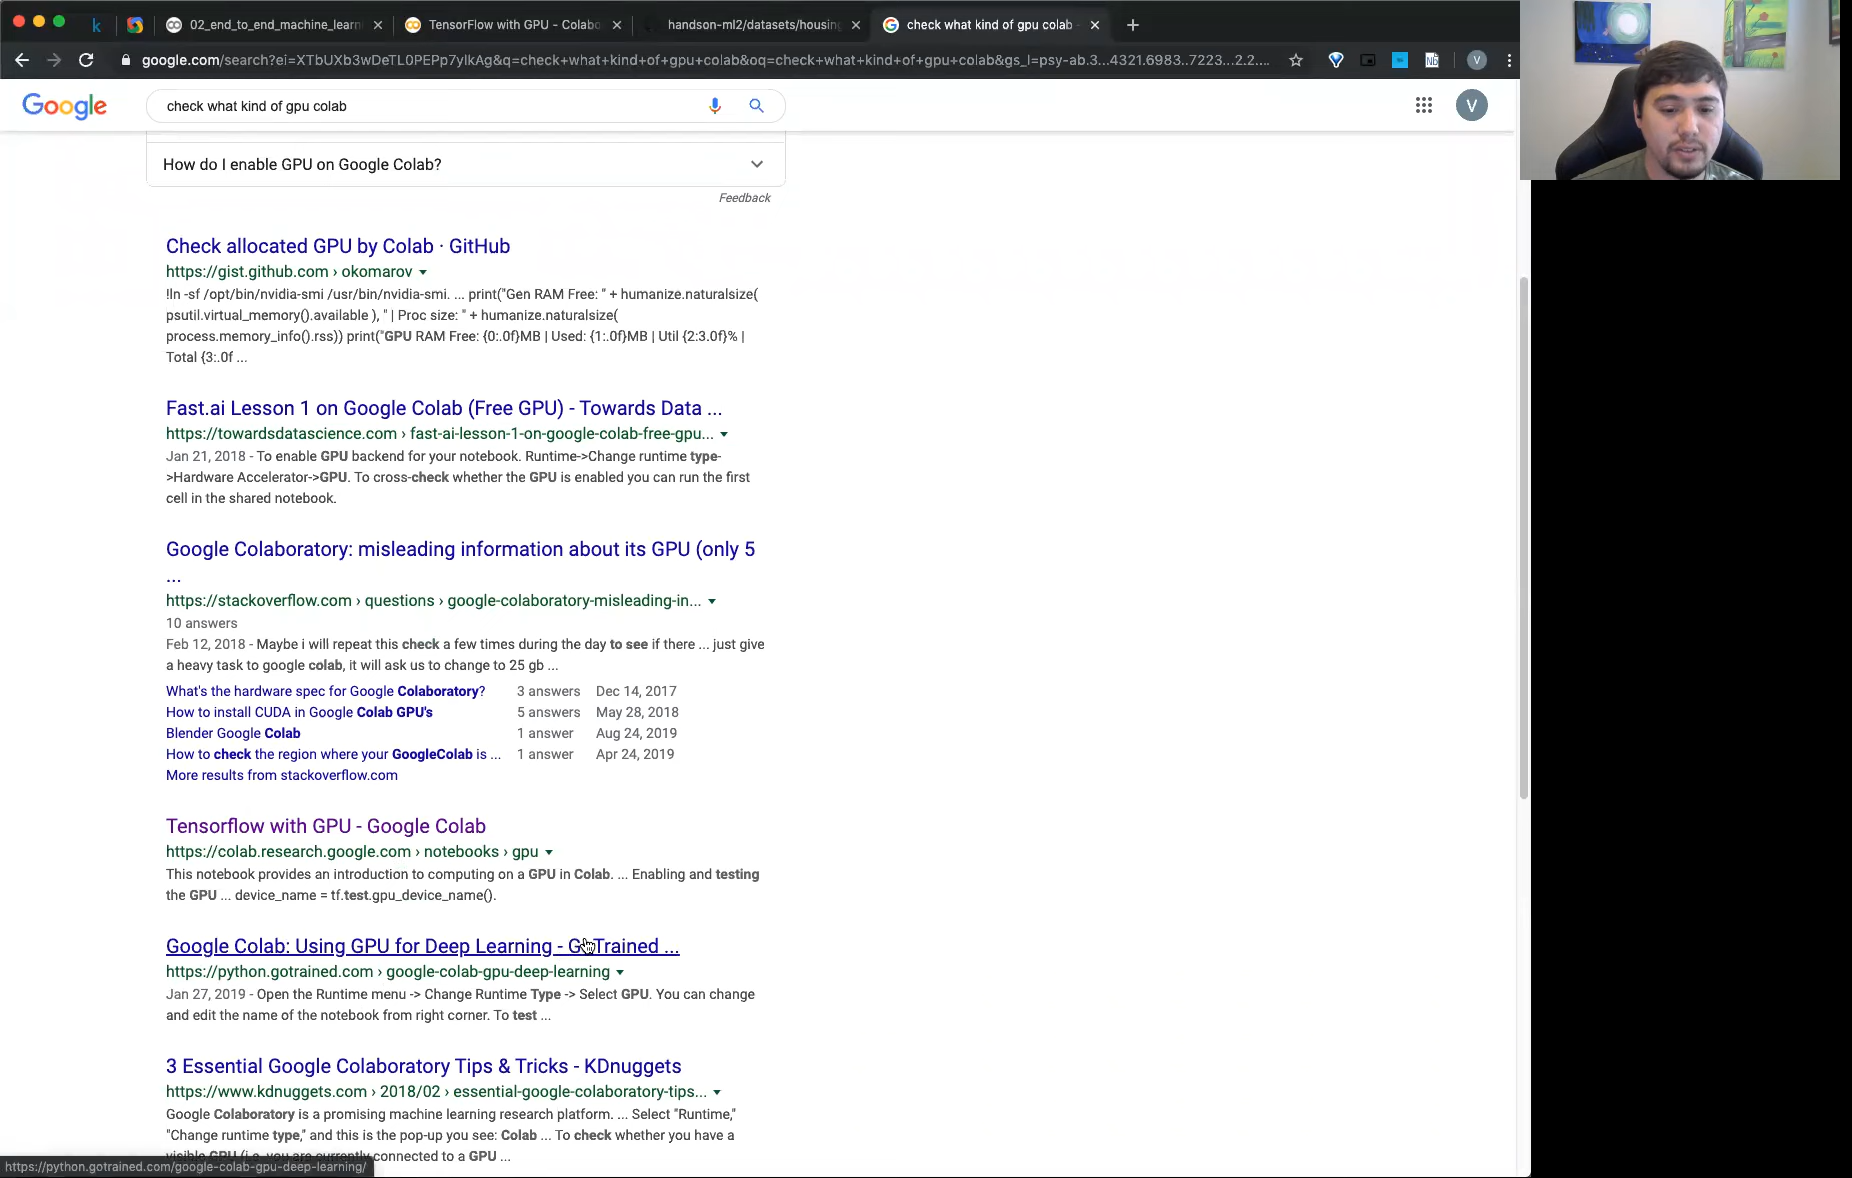 k
02_end_to_end_machine_learn
TensorFlow with GPU - Colabo
handson-ml2/datasets/housing
check what kind of gpu colab -
google.com/search?ei=XTbUXb3wDeTL0PEPp7ylkAg&q=check+what+kind+of+gpu+colab&oq=check+what+kind+of+gpu+colab&gs_l=psy-ab.3...4321.6983..7223...2.2....
V
Google
check what kind of gpu colab
V
How do I enable GPU on Google Colab?
Feedback
Check allocated GPU by Colab · GitHub
https://gist.github.com › okomarov
!ln -sf /opt/bin/nvidia-smi /usr/bin/nvidia-smi. ... print("Gen RAM Free: " + humanize.naturalsize(
psutil.virtual_memory().available ), " | Proc size: " + humanize.naturalsize(
process.memory_info().rss)) print("GPU RAM Free: {0:.0f}MB | Used: {1:.0f}MB | Util {2:3.0f}% |
Total {3:.0f ...
Fast.ai Lesson 1 on Google Colab (Free GPU) - Towards Data ...
https://towardsdatascience.com › fast-ai-lesson-1-on-google-colab-free-gpu...
Jan 21, 2018 - To enable GPU backend for your notebook. Runtime->Change runtime type-
>Hardware Accelerator->GPU. To cross-check whether the GPU is enabled you can run the first
cell in the shared notebook.
Google Colaboratory: misleading information about its GPU (only 5
...
https://stackoverflow.com › questions › google-colaboratory-misleading-in...
10 answers
Feb 12, 2018 - Maybe i will repeat this check a few times during the day to see if there ... just give
a heavy task to google colab, it will ask us to change to 25 gb ...
What's the hardware spec for Google Colaboratory? 3 answers Dec 14, 2017
How to install CUDA in Google Colab GPU's 5 answers May 28, 2018
Blender Google Colab 1 answer Aug 24, 2019
How to check the region where your GoogleColab is ... 1 answer Apr 24, 2019
More results from stackoverflow.com
Tensorflow with GPU - Google Colab
https://colab.research.google.com › notebooks › gpu
This notebook provides an introduction to computing on a GPU in Colab. ... Enabling and testing
the GPU ... device_name = tf.test.gpu_device_name().
Google Colab: Using GPU for Deep Learning - GoTrained ...
https://python.gotrained.com › google-colab-gpu-deep-learning
Jan 27, 2019 - Open the Runtime menu -> Change Runtime Type -> Select GPU. You can change
and edit the name of the notebook from right corner. To test ...
3 Essential Google Colaboratory Tips & Tricks - KDnuggets
https://www.kdnuggets.com › 2018/02 › essential-google-colaboratory-tips...
Google Colaboratory is a promising machine learning research platform. ... Select "Runtime,"
"Change runtime type," and this is the pop-up you see: Colab ... To check whether you have a
visible GPU (i.e. you are currently connected to a GPU ...
https://python.gotrained.com/google-colab-gpu-deep-learning/